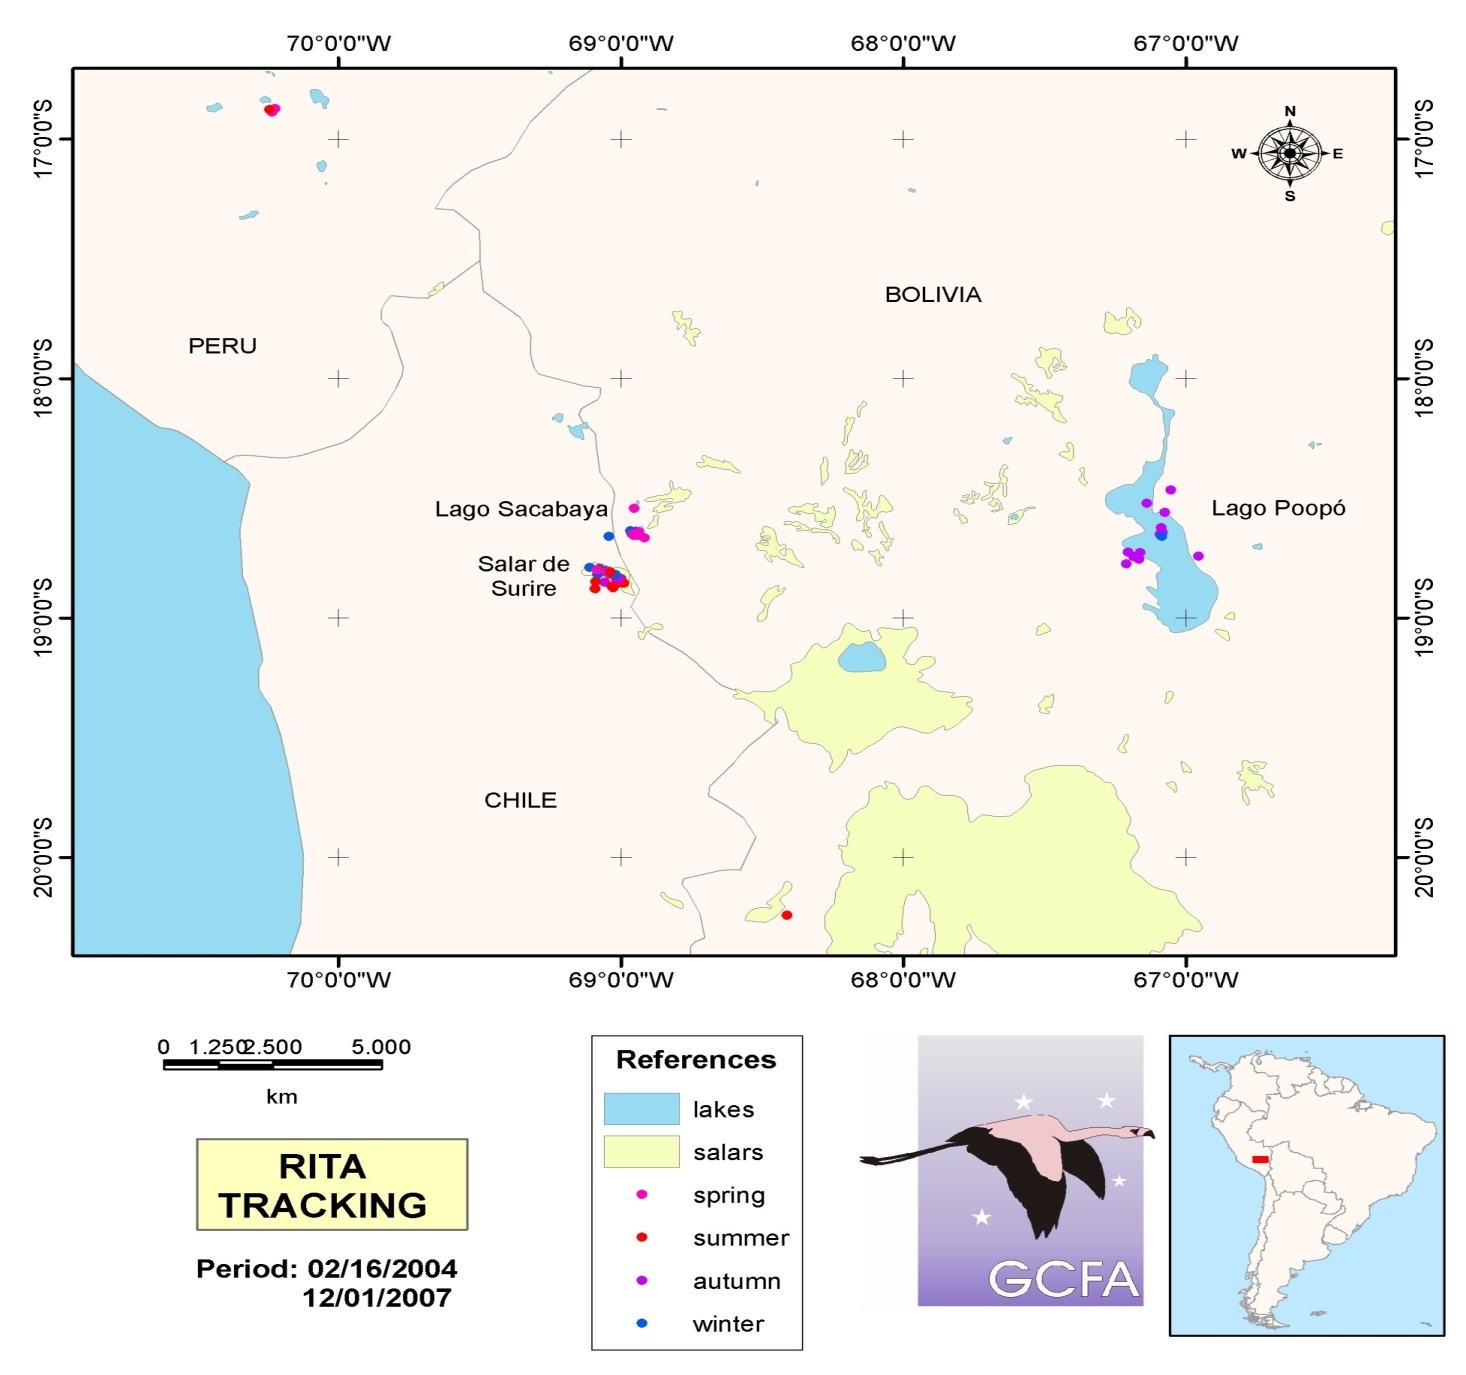 70°0'0"W 69°0'0"W 68°0'0"W 67°0'0"W
17°0'0"S 17°0'0"S
N
W E
S
BOLIVIA
PERU
18°0'0"S 18°0'0"S
Lago Sacabaya
Lago Poopó
Salar de
Surire
19°0'0"S 19°0'0"S
CHILE
20°0'0"S 20°0'0"S
70°0'0"W 69°0'0"W 68°0'0"W 67°0'0"W
0 1.250 2.500 5.000
km
RITA
TRACKING
Period: 02/16/2004
12/01/2007
References
lakes
salars
spring
summer
autumn
winter
GCFA